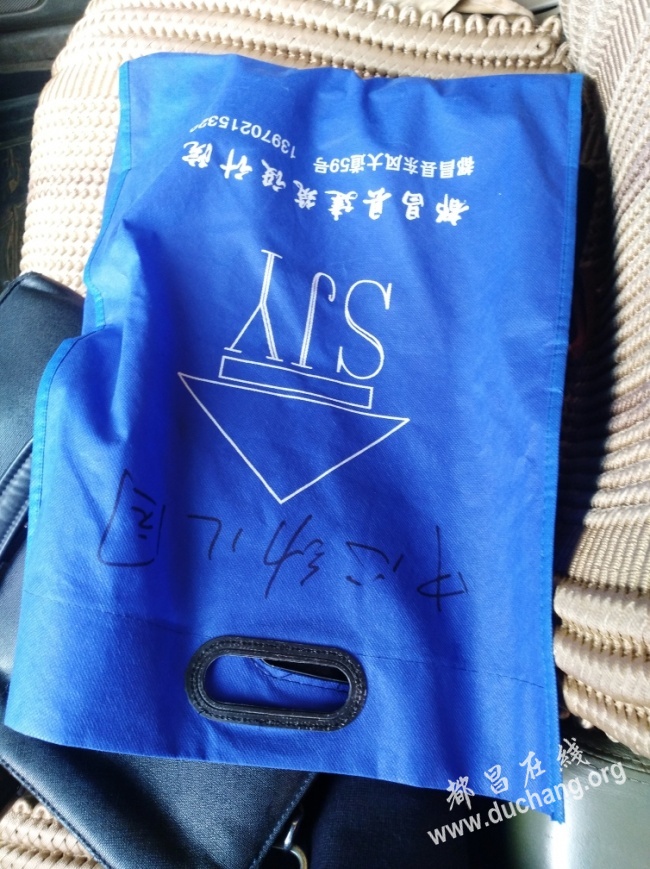 中心幼儿园
SJY
都昌县建筑设计院
都昌县东风大道59号 1397021532
都昌在线
www.duchang.org